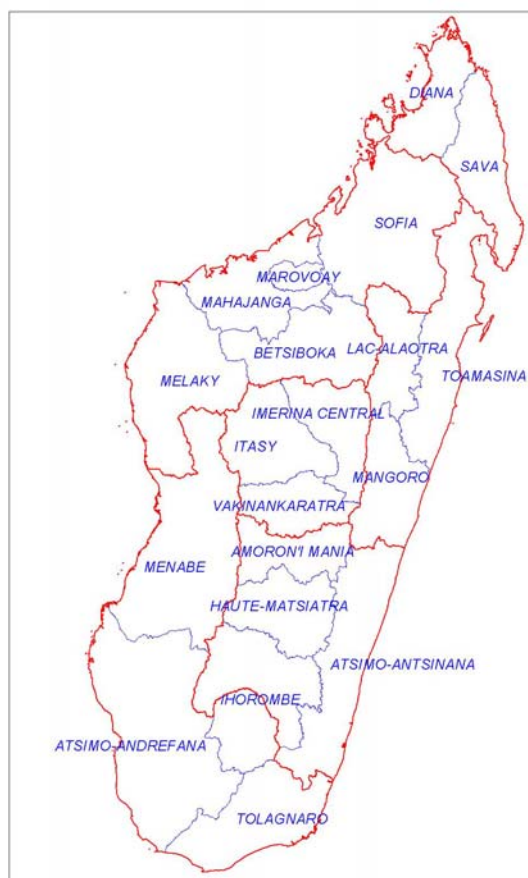 DIANA
SAVA
SOFIA
MAROVOAY
MAHAJANGA
BETSIBOKA
LAC-ALAOTRA
MELAKY
TOAMASINA
IMERINA CENTRAL
ITASY
MANGORO
VAKINANKARATRA
AMORON'I MANIA
MENABE
HAUTE-MATSIATRA
ATSIMO-ANTSINANA
IHOROMBE
ATSIMO-ANDREFANA
TOLAGNARO